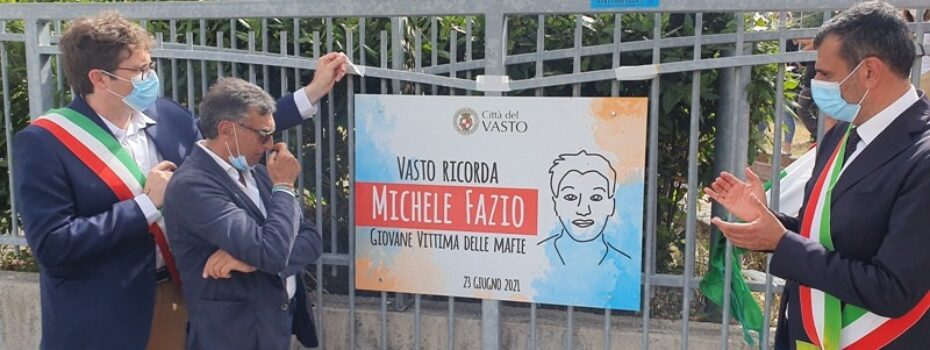 Città del
VASTO
VASTO RICORDA
MICHELE FAZIO
GIOVANE VITTIMA DELLE MAFIE
23 GIUGNO 2021